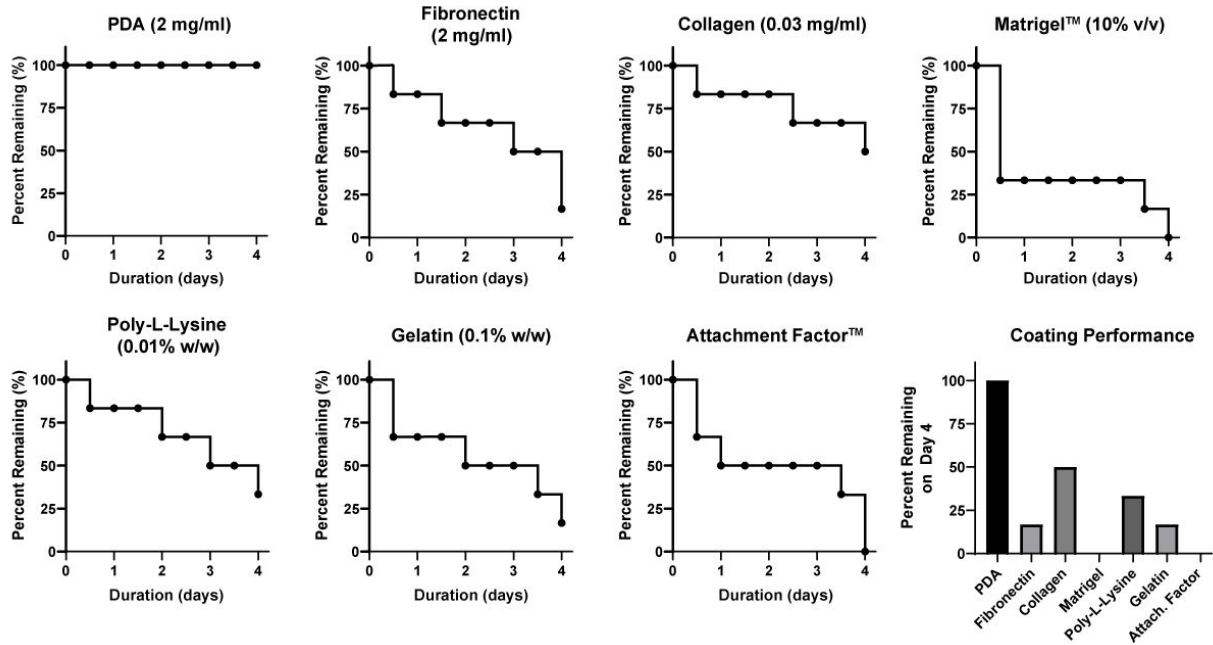 PDA (2 mg/ml)
Percent Remaining (%)
100
75
50
25
0
0 1 2 3 4
Duration (days)
Fibronectin
(2 mg/ml)
Percent Remaining (%)
100
75
50
25
0
0 1 2 3 4
Duration (days)
Collagen (0.03 mg/ml)
Percent Remaining (%)
100
75
50
25
0
0 1 2 3 4
Duration (days)
Matrigel™ (10% v/v)
Percent Remaining (%)
100
75
50
25
0
0 1 2 3 4
Duration (days)
Poly-L-Lysine
(0.01% w/w)
Percent Remaining (%)
100
75
50
25
0
0 1 2 3 4
Duration (days)
Gelatin (0.1% w/w)
Percent Remaining (%)
100
75
50
25
0
0 1 2 3 4
Duration (days)
Attachment Factor™
Percent Remaining (%)
100
75
50
25
0
0 1 2 3 4
Duration (days)
Coating Performance
Percent Remaining
on Day 4
100
75
50
25
0
PDA
Fibronectin
Collagen
Matrigel
Poly-L-Lysine
Gelatin
Attach. Factor